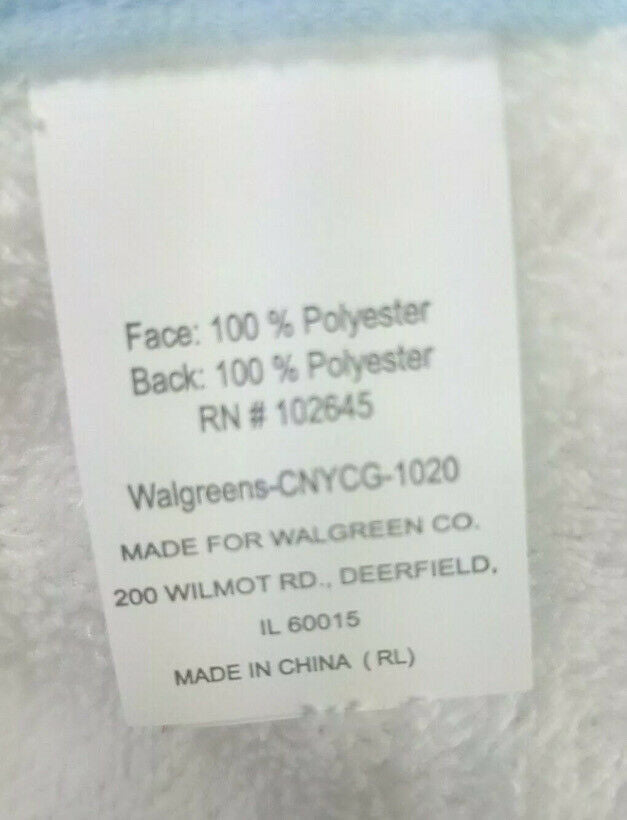 Face: 100 % Polyester
Back: 100 % Polyester
RN # 102645
Walgreens-CNYCG-1020
MADE FOR WALGREEN CO.
200 WILMOT RD., DEERFIELD,
IL 60015
MADE IN CHINA (RL)